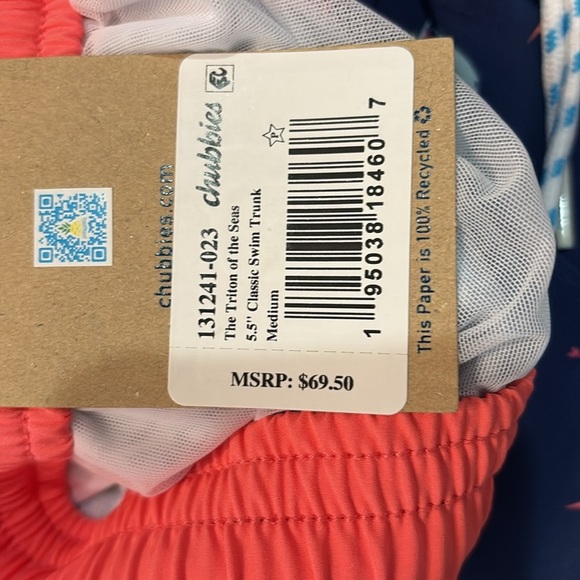 chubbies.com
131241-023 chubbies
The Triton of the Seas
5.5" Classic Swim Trunk
Medium
P
1 95038 18460 7
MSRP: $69.50
This Paper is 100% Recycled